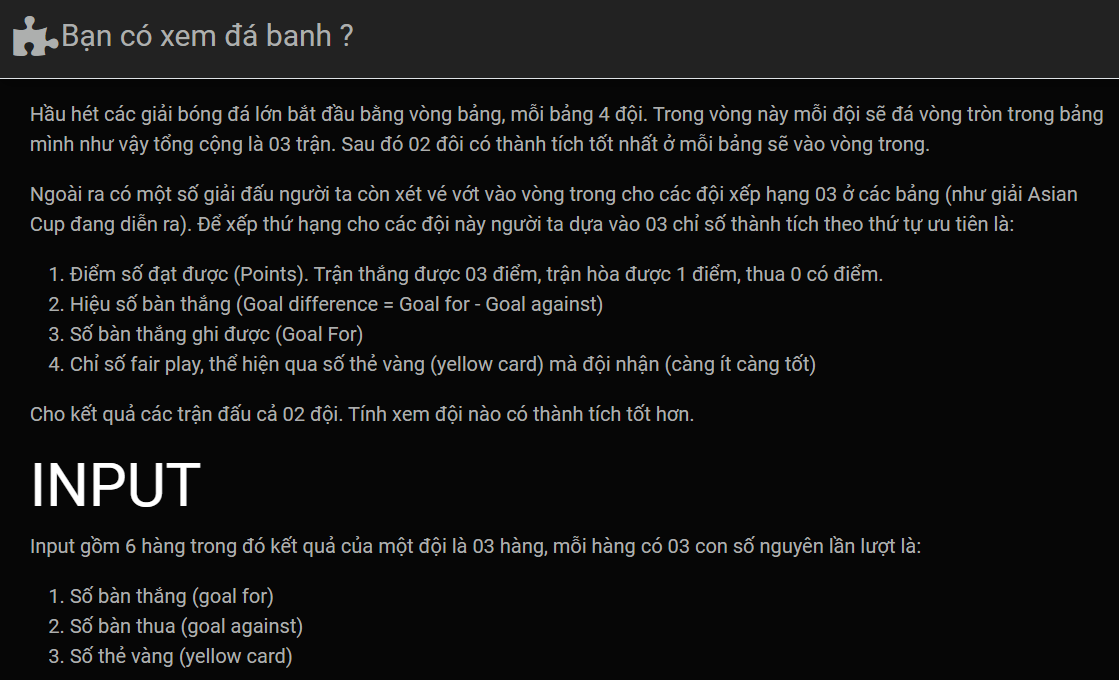 Bạn có xem đá banh ?
Hầu hết các giải bóng đá lớn bắt đầu bằng vòng bảng, mỗi bảng 4 đội. Trong vòng này mỗi đội sẽ đá vòng tròn trong bảng
mình như vậy tổng cộng là 03 trận. Sau đó 02 đôi có thành tích tốt nhất ở mỗi bảng sẽ vào vòng trong.
Ngoài ra có một số giải đấu người ta còn xét vé vớt vào vòng trong cho các đội xếp hạng 03 ở các bảng (như giải Asian
Cup đang diễn ra). Để xếp thứ hạng cho các đội này người ta dựa vào 03 chỉ số thành tích theo thứ tự ưu tiên là:
1. Điểm số đạt được (Points). Trận thắng được 03 điểm, trận hòa được 1 điểm, thua 0 có điểm.
2. Hiệu số bàn thắng (Goal difference = Goal for - Goal against)
3. Số bàn thắng ghi được (Goal For)
4. Chỉ số fair play, thể hiện qua số thẻ vàng (yellow card) mà đội nhận (càng ít càng tốt)
Cho kết quả các trận đấu cả 02 đội. Tính xem đội nào có thành tích tốt hơn.
INPUT
Input gồm 6 hàng trong đó kết quả của một đội là 03 hàng, mỗi hàng có 03 con số nguyên lần lượt là:
1. Số bàn thắng (goal for)
2. Số bàn thua (goal against)
3. Số thẻ vàng (yellow card)